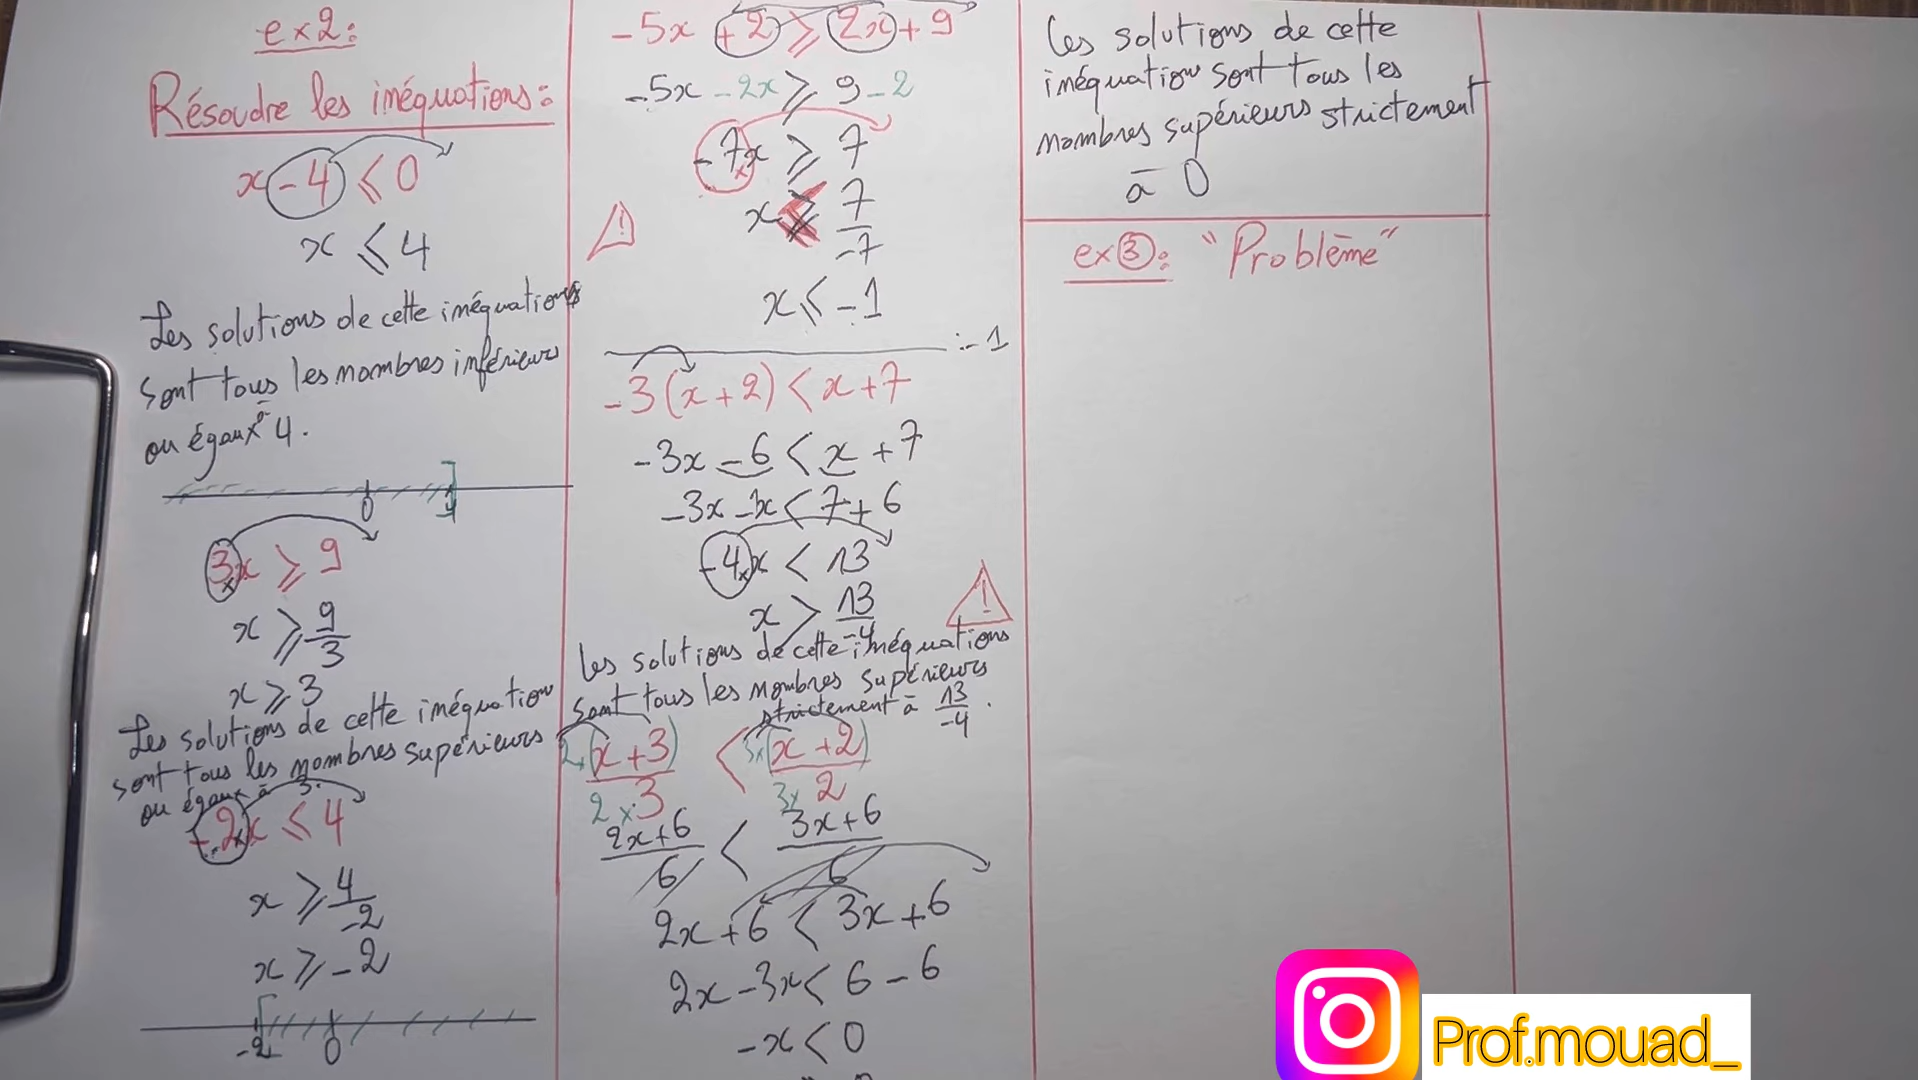 ex2:
Résoudre les inéquations:
x - 4 ⩽ 0
x ⩽ 4
Les solutions de cette inéquations
sont tous les nombres inférieurs
ou égaux à 4.
0 4
3x ⩾ 9
x ⩾ 9/3
x ⩾ 3
Les solutions de cette inéquation
sont tous les nombres supérieurs
ou égaux à 3.
-2x ⩽ 4
x ⩾ 4/-2
x ⩾ -2
-2 0
-5x + 2 ⩾ 2x + 9
-5x - 2x ⩾ 9 - 2
-7x ⩾ 7
x ⩽ 7/-7
!
x ⩽ -1
: -1
-3(x+2) < x+7
-3x - 6 < x + 7
-3x - x < 7 + 6
-4x < 13
x > 13/-4
!
Les solutions de cette inéquations
sont tous les nombres supérieurs
strictement à 13/-4.
2×(x+3)/2×3 < 3×(x+2)/3×2
2x+6/6 < 3x+6/6
2x+6 < 3x+6
2x - 3x < 6 - 6
-x < 0
Les solutions de cette
inéquation sont tous les
nombres supérieurs strictement
à 0
ex③: "Problème"
Prof.mouad_